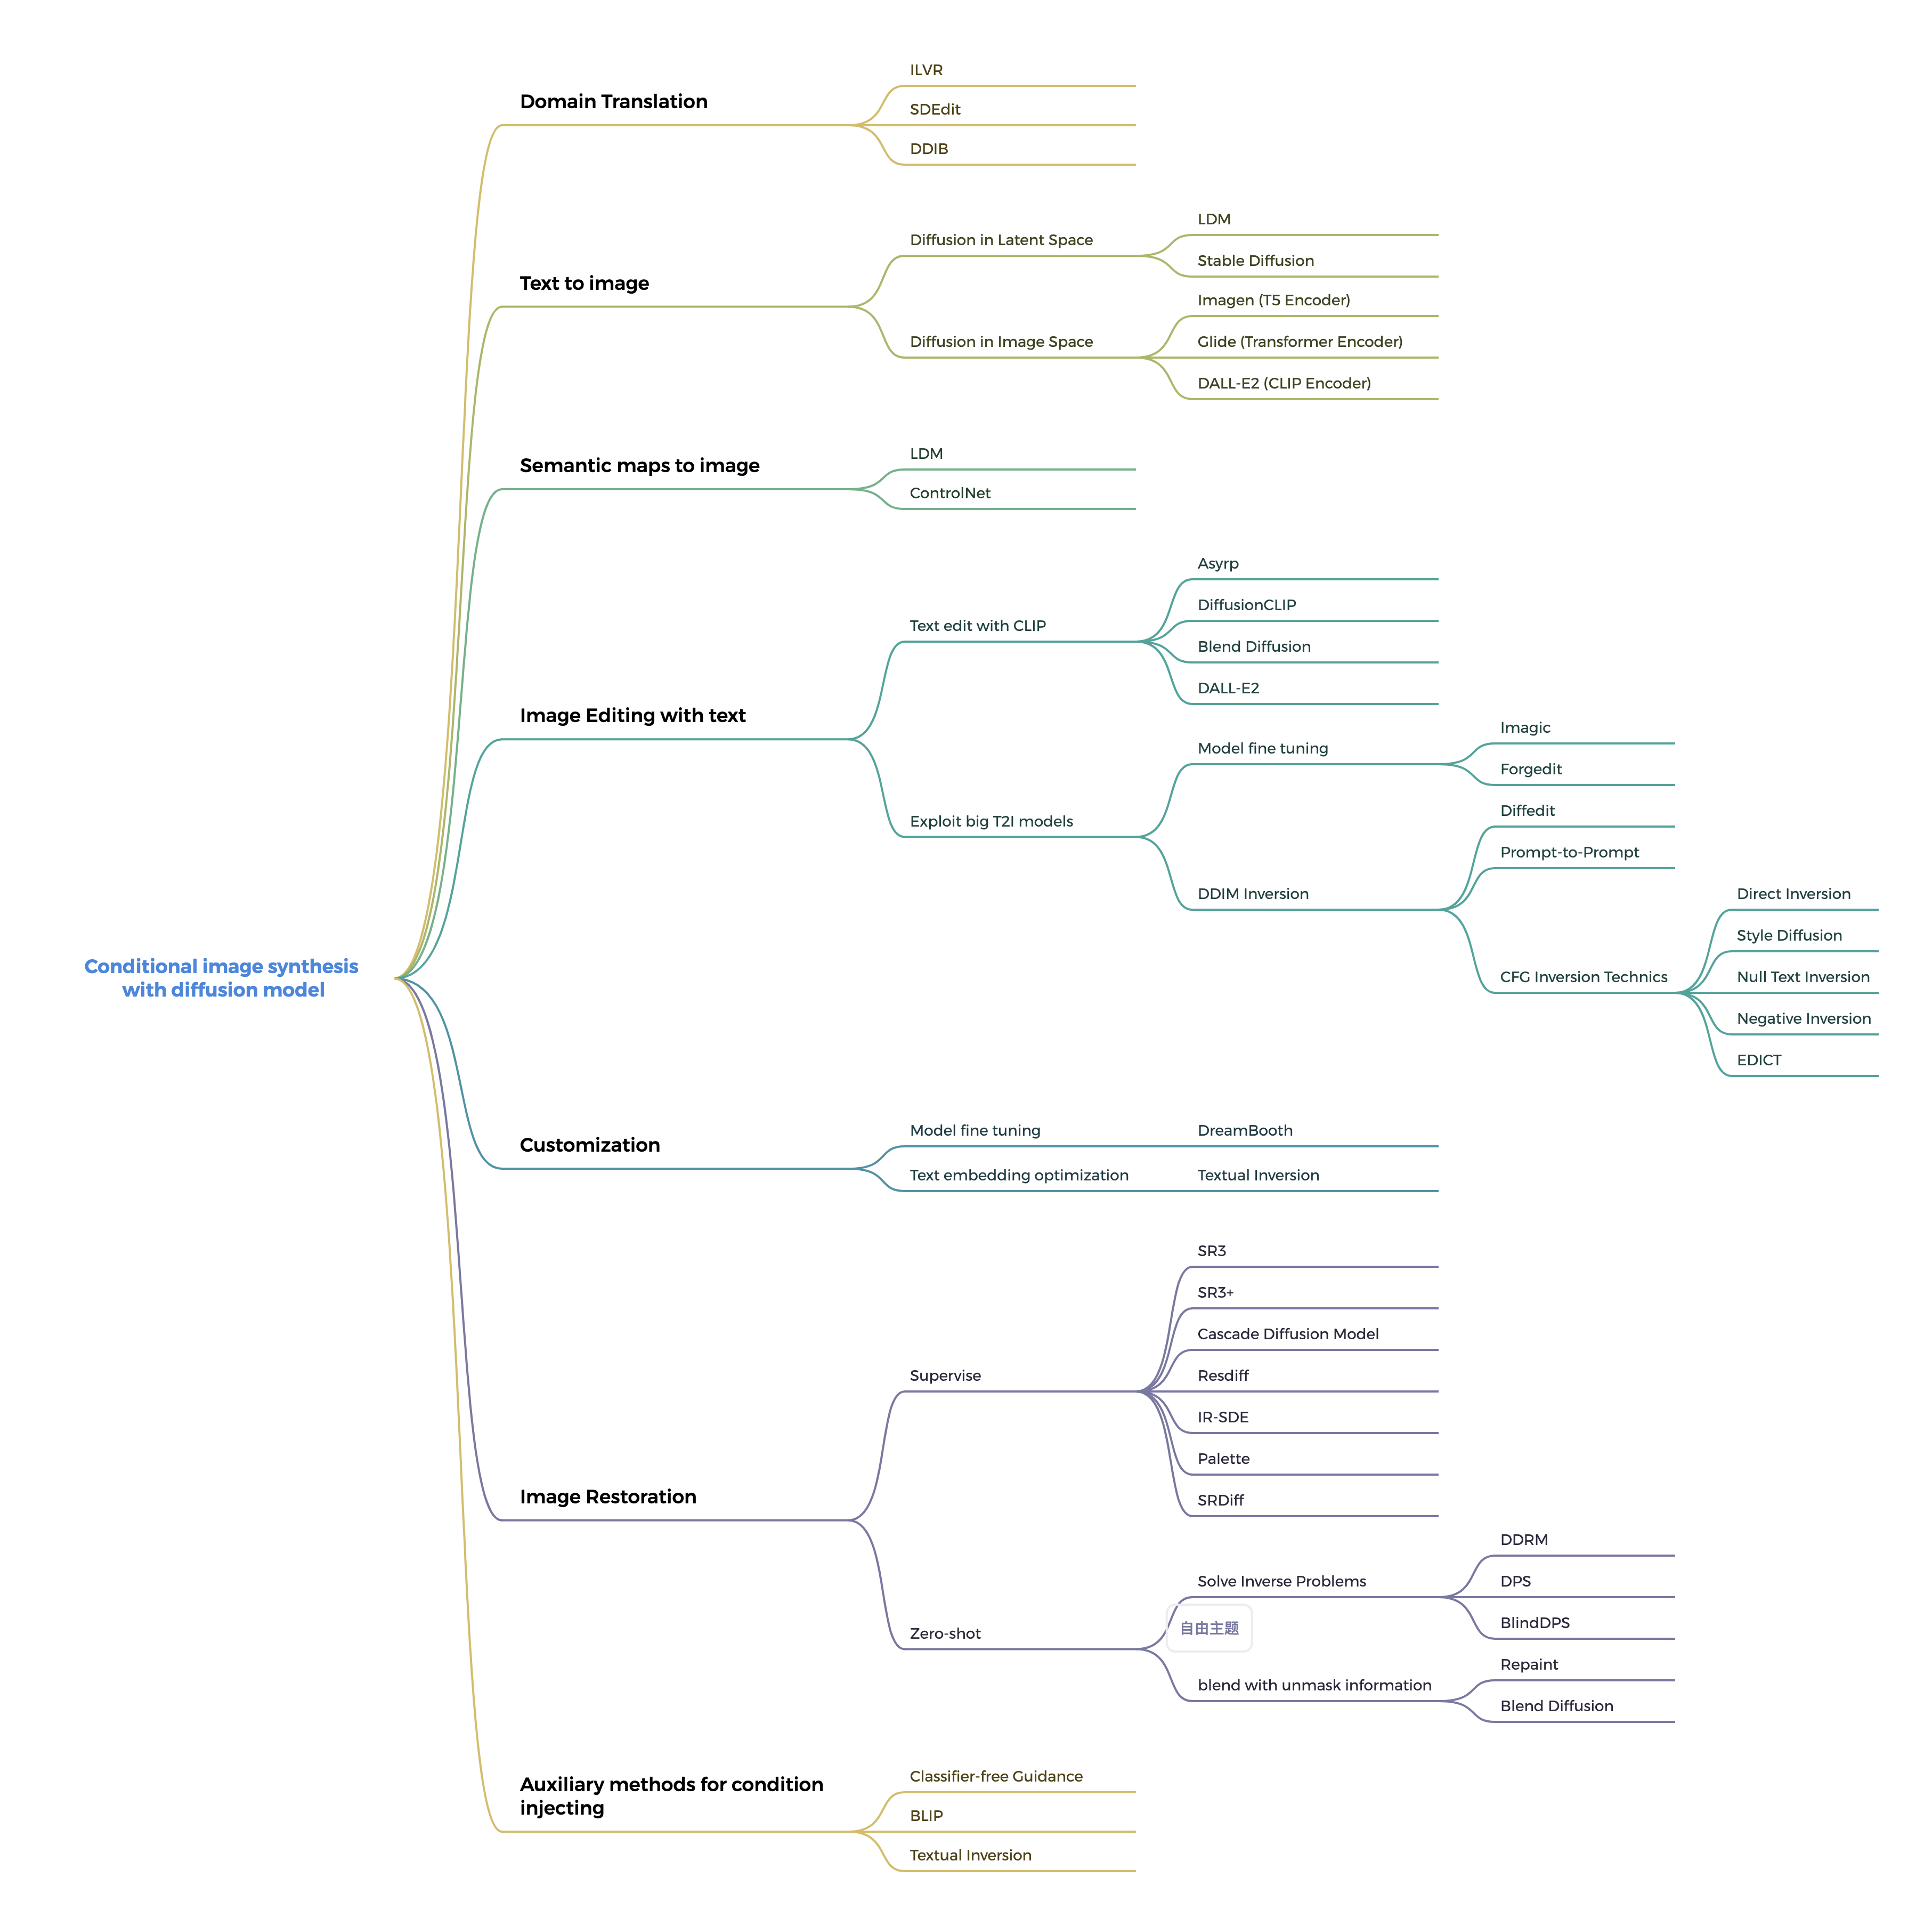 Conditional image synthesis
with diffusion model
Domain Translation
ILVR
SDEdit
DDIB
Text to image
Diffusion in Latent Space
LDM
Stable Diffusion
Diffusion in Image Space
Imagen (T5 Encoder)
Glide (Transformer Encoder)
DALL-E2 (CLIP Encoder)
Semantic maps to image
LDM
ControlNet
Image Editing with text
Text edit with CLIP
Asyrp
DiffusionCLIP
Blend Diffusion
DALL-E2
Exploit big T2I models
Model fine tuning
Imagic
Forgedit
DDIM Inversion
Diffedit
Prompt-to-Prompt
CFG Inversion Technics
Direct Inversion
Style Diffusion
Null Text Inversion
Negative Inversion
EDICT
Customization
Model fine tuning
DreamBooth
Text embedding optimization
Textual Inversion
Image Restoration
Supervise
SR3
SR3+
Cascade Diffusion Model
Resdiff
IR-SDE
Palette
SRDiff
Zero-shot
Solve Inverse Problems
DDRM
DPS
BlindDPS
自由主题
blend with unmask information
Repaint
Blend Diffusion
Auxiliary methods for condition
injecting
Classifier-free Guidance
BLIP
Textual Inversion